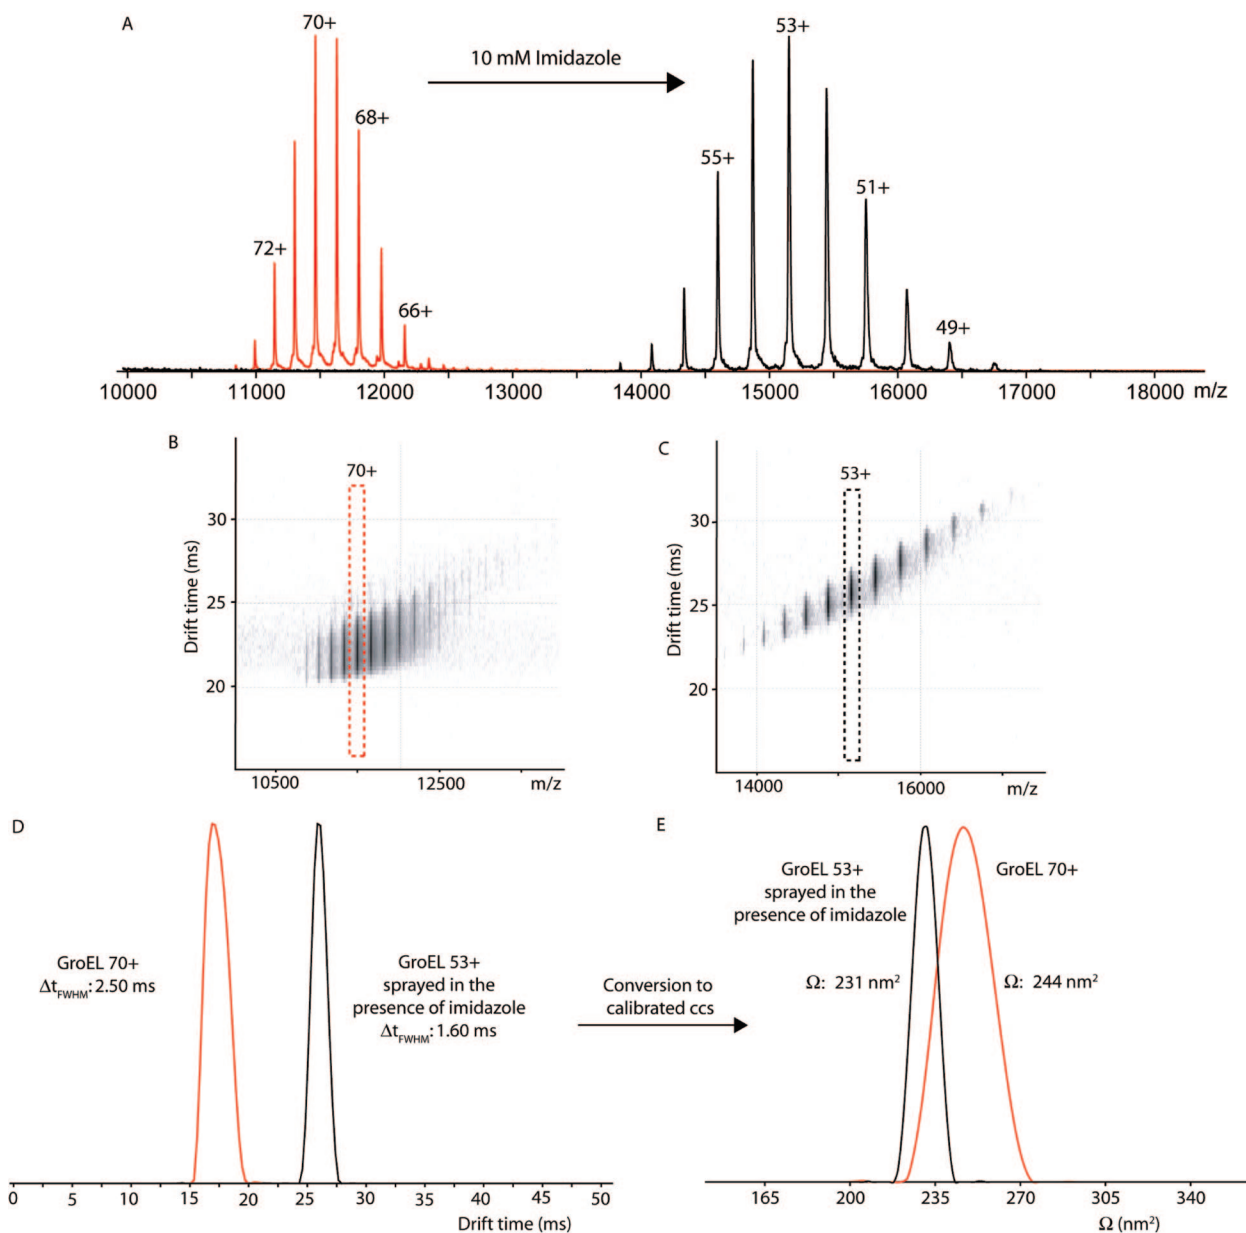 A
70+
53+
10 mM Imidazole
68+
55+
51+
72+
66+
49+
10000 11000 12000 13000 14000 15000 16000 17000 18000 m/z
B
70+
Drift time (ms)
30
25
20
10500 12500 m/z
C
53+
Drift time (ms)
30
25
20
14000 16000 m/z
D
GroEL 70+
Δt_FWHM: 2.50 ms
GroEL 53+
sprayed in the
presence of imidazole
Δt_FWHM: 1.60 ms
0 5 10 15 20 25 30 35 40 45 50
Drift time (ms)
Conversion to
calibrated ccs
E
GroEL 53+
sprayed in the
presence of imidazole
Ω: 231 nm²
GroEL 70+
Ω: 244 nm²
165 200 235 270 305 340
Ω (nm²)